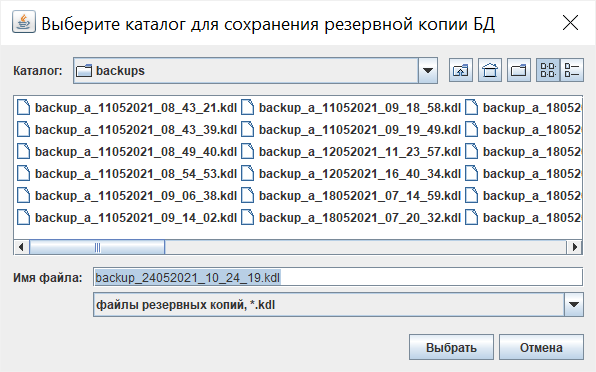 Выберите каталог для сохранения резервной копии БД
Каталог: backups
backup_a_11052021_08_43_21.kdl backup_a_11052021_09_18_58.kdl backup_a_18052
backup_a_11052021_08_43_39.kdl backup_a_11052021_09_19_49.kdl backup_a_18052
backup_a_11052021_08_49_40.kdl backup_a_12052021_11_23_57.kdl backup_a_18052
backup_a_11052021_08_54_53.kdl backup_a_12052021_16_40_34.kdl backup_a_18052
backup_a_11052021_09_06_38.kdl backup_a_18052021_07_14_59.kdl backup_a_18052
backup_a_11052021_09_14_02.kdl backup_a_18052021_07_20_32.kdl backup_a_18052
Имя файла: backup_24052021_10_24_19.kdl
файлы резервных копий, *.kdl
Выбрать Отмена